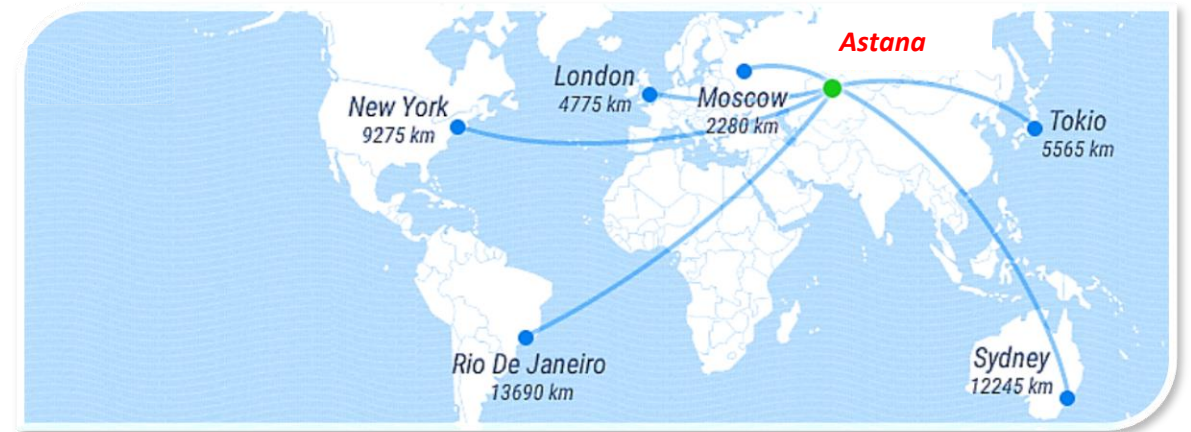 Astana
London
4775 km
Moscow
2280 km
New York
9275 km
Tokio
5565 km
Rio De Janeiro
13690 km
Sydney
12245 km